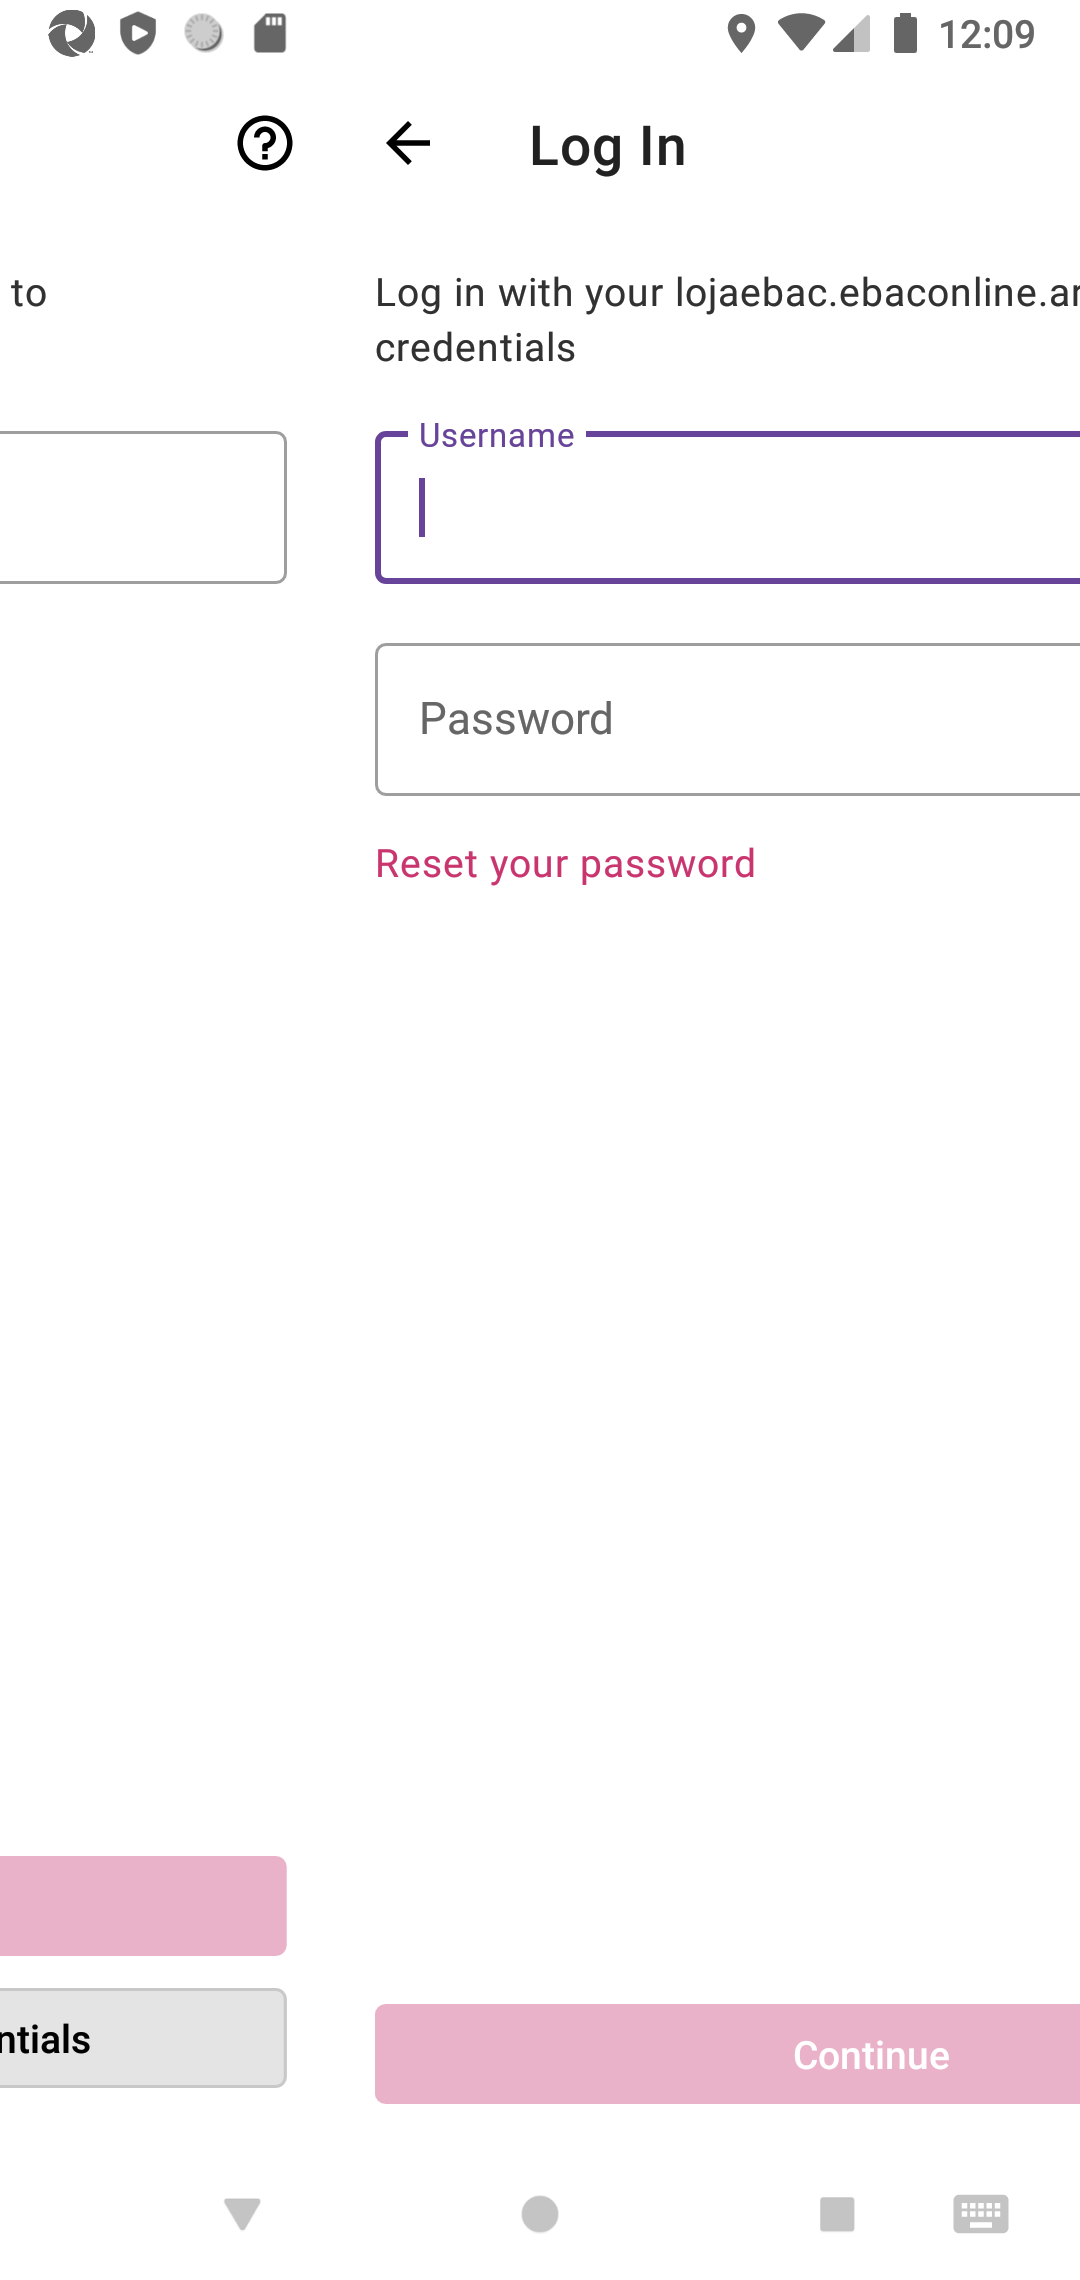 12:09
Log In
to
Log in with your lojaebac.ebaconline.ar
credentials
Username
Password
Reset your password
ntials
Continue